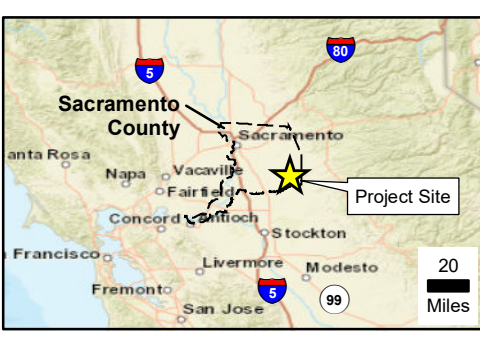 80
5
Sacramento
County
Sacramento
anta Rosa
Napa
Vacaville
Fairfield
Project Site
Concord
Antioch
Stockton
Francisco
Livermore
Modesto
20
Fremont
5
99
Miles
San Jose